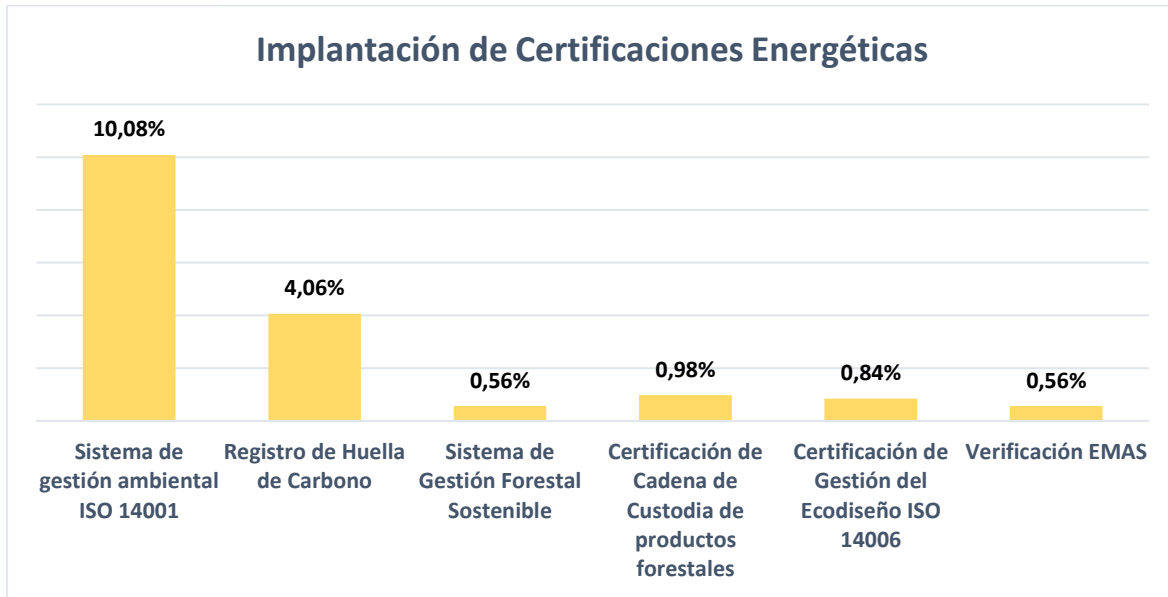 Implantación de Certificaciones Energéticas
10,08%
4,06%
0,56%
0,98%
0,84%
0,56%
Sistema de
gestión ambiental
ISO 14001
Registro de Huella
de Carbono
Sistema de
Gestión Forestal
Sostenible
Certificación de
Cadena de
Custodia de
productos
forestales
Certificación de
Gestión del
Ecodiseño ISO
14006
Verificación EMAS